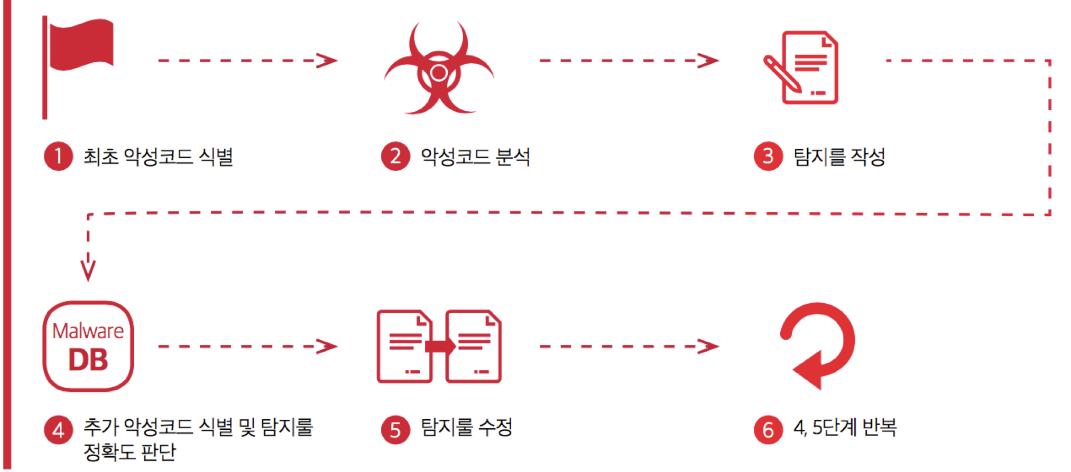 1 최초 악성코드 식별
2 악성코드 분석
3 탐지룰 작성
Malware
DB
4 추가 악성코드 식별 및 탐지룰
정확도 판단
5 탐지룰 수정
6 4, 5단계 반복